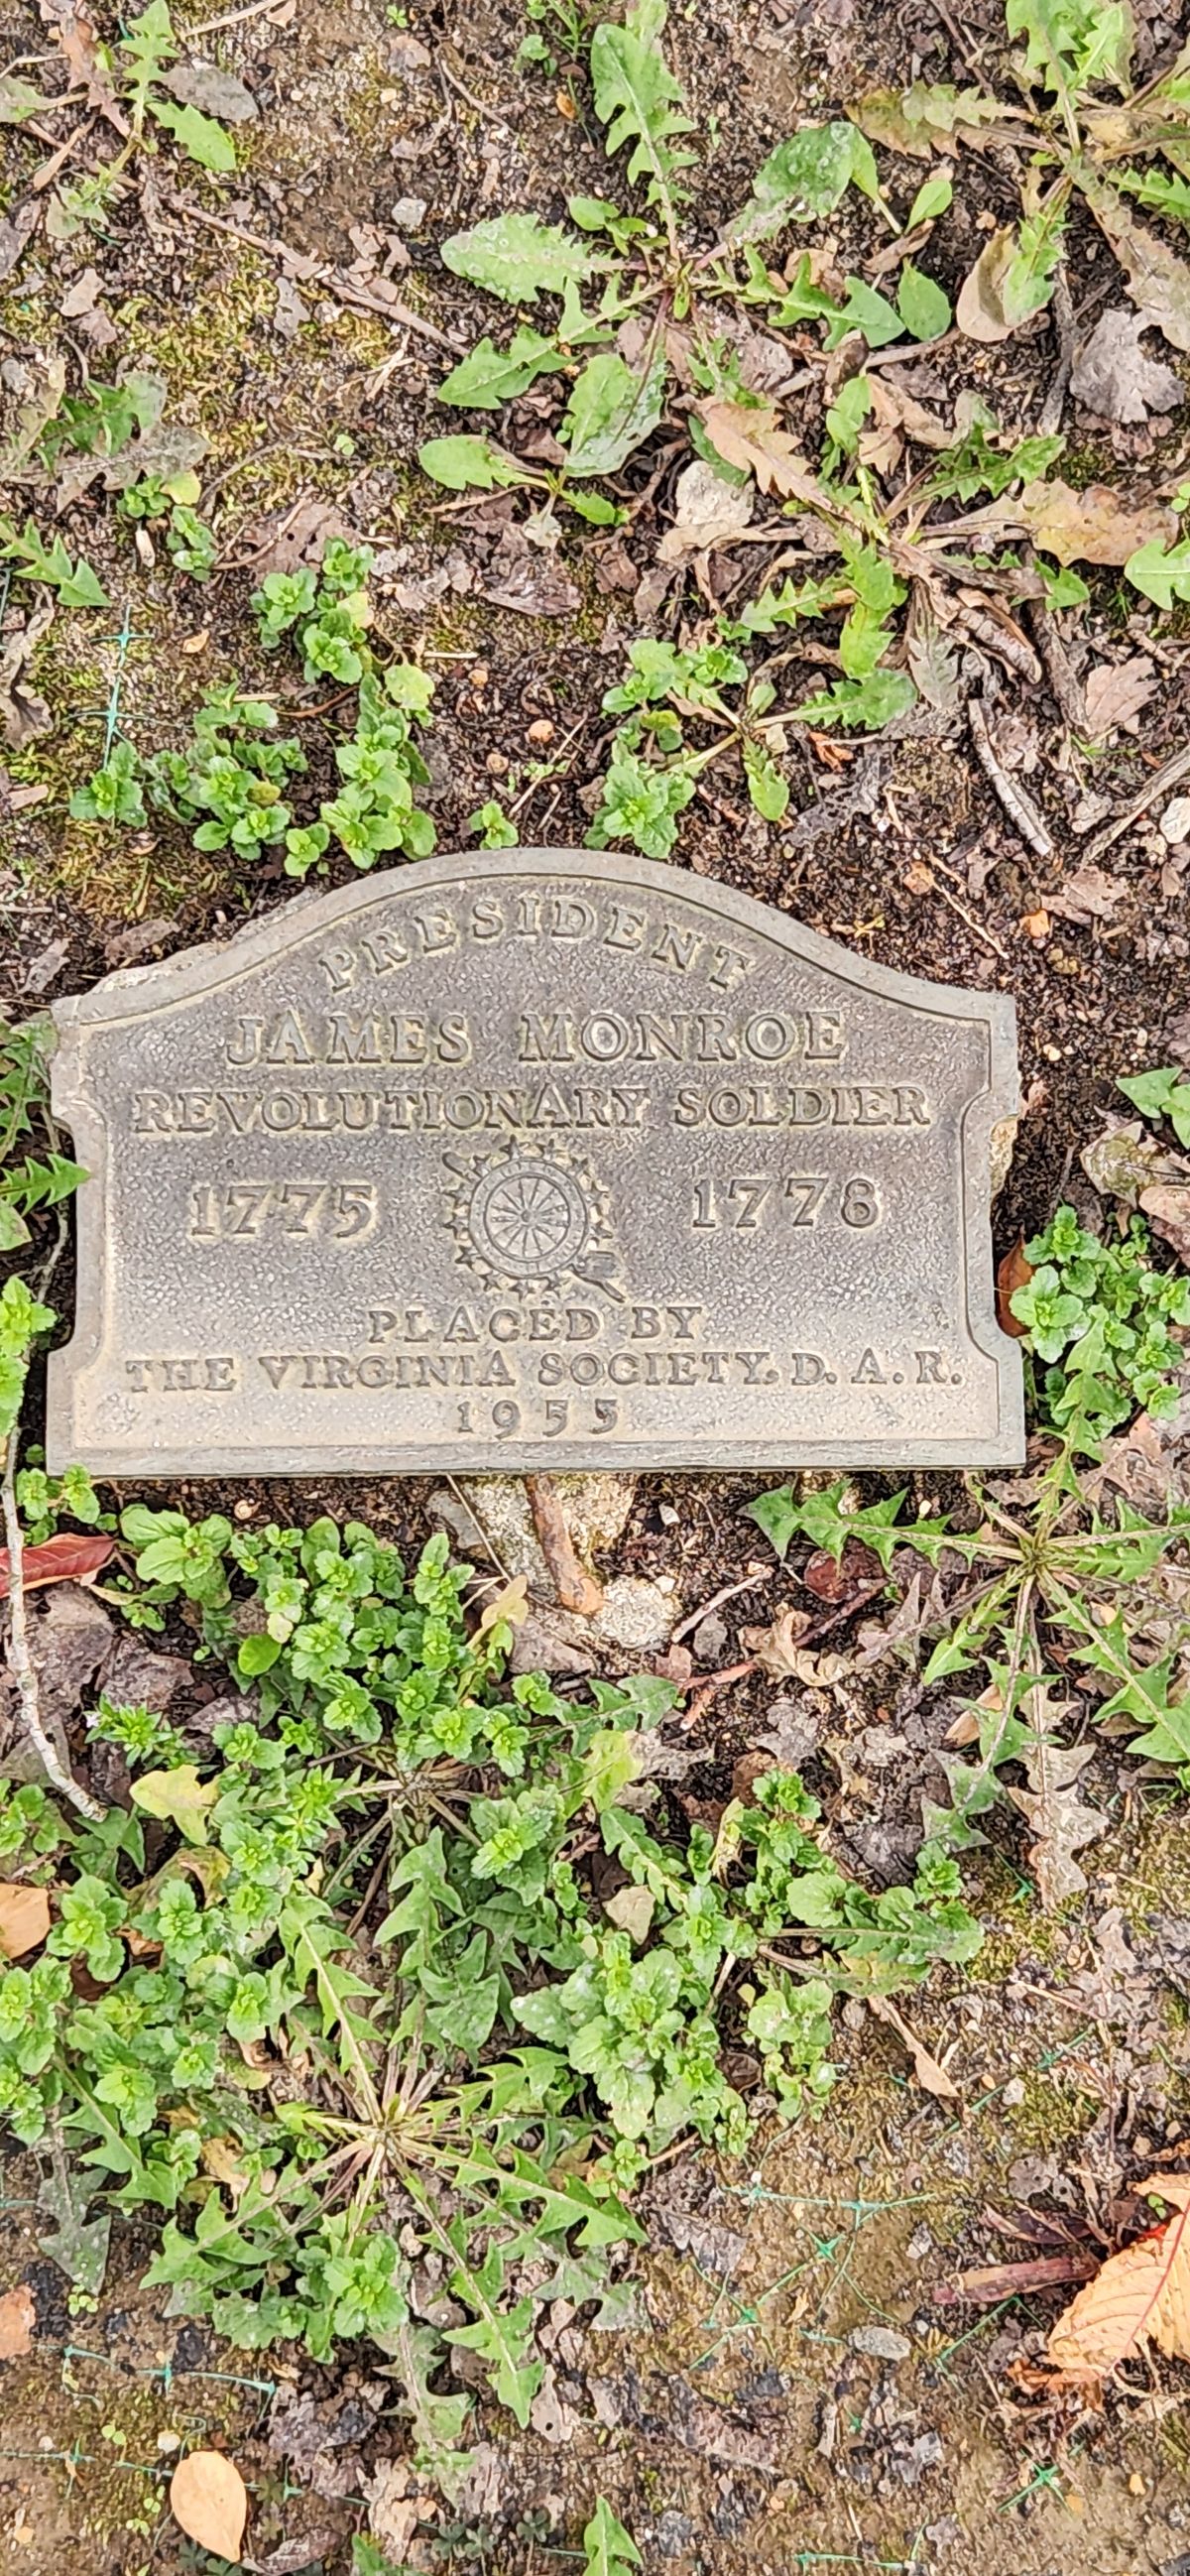 PRESIDENT
JAMES MONROE
REVOLUTIONARY SOLDIER
1775 1778
PLACED BY
THE VIRGINIA SOCIETY. D. A. R.
1955